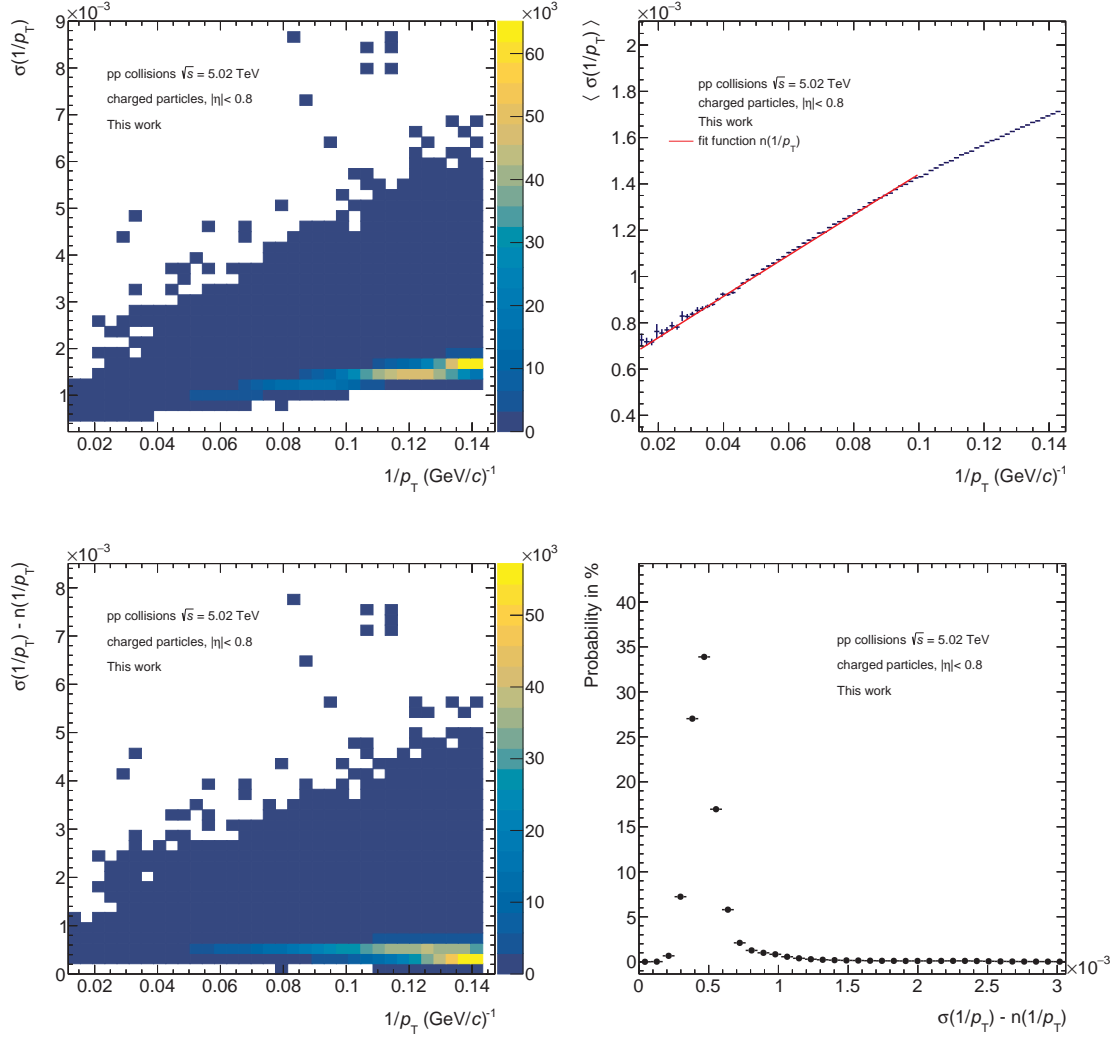 ×10⁻³
×10³
σ(1/p_T)
9
8
7
6
5
4
3
2
1
pp collisions √s = 5.02 TeV
charged particles, |η|< 0.8
This work
60
50
40
30
20
10
0
0.02 0.04 0.06 0.08 0.1 0.12 0.14
1/p_T (GeV/c)⁻¹
×10⁻³
⟨ σ(1/p_T) ⟩
2
1.8
1.6
1.4
1.2
1
0.8
0.6
0.4
pp collisions √s = 5.02 TeV
charged particles, |η|< 0.8
This work
fit function n(1/p_T)
0.02 0.04 0.06 0.08 0.1 0.12 0.14
1/p_T (GeV/c)⁻¹
×10⁻³
×10³
σ(1/p_T) - n(1/p_T)
8
7
6
5
4
3
2
1
0
pp collisions √s = 5.02 TeV
charged particles, |η|< 0.8
This work
50
40
30
20
10
0
0.02 0.04 0.06 0.08 0.1 0.12 0.14
1/p_T (GeV/c)⁻¹
Probability in %
40
35
30
25
20
15
10
5
0
pp collisions √s = 5.02 TeV
charged particles, |η|< 0.8
This work
0 0.5 1 1.5 2 2.5 3
×10⁻³
σ(1/p_T) - n(1/p_T)